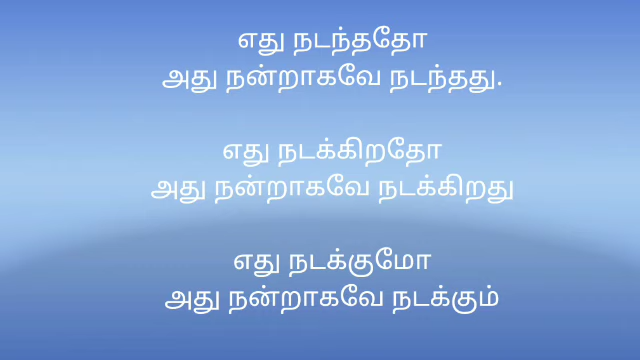 எது நடந்ததோ
அது நன்றாகவே நடந்தது.
எது நடக்கிறதோ
அது நன்றாகவே நடக்கிறது
எது நடக்குமோ
அது நன்றாகவே நடக்கும்